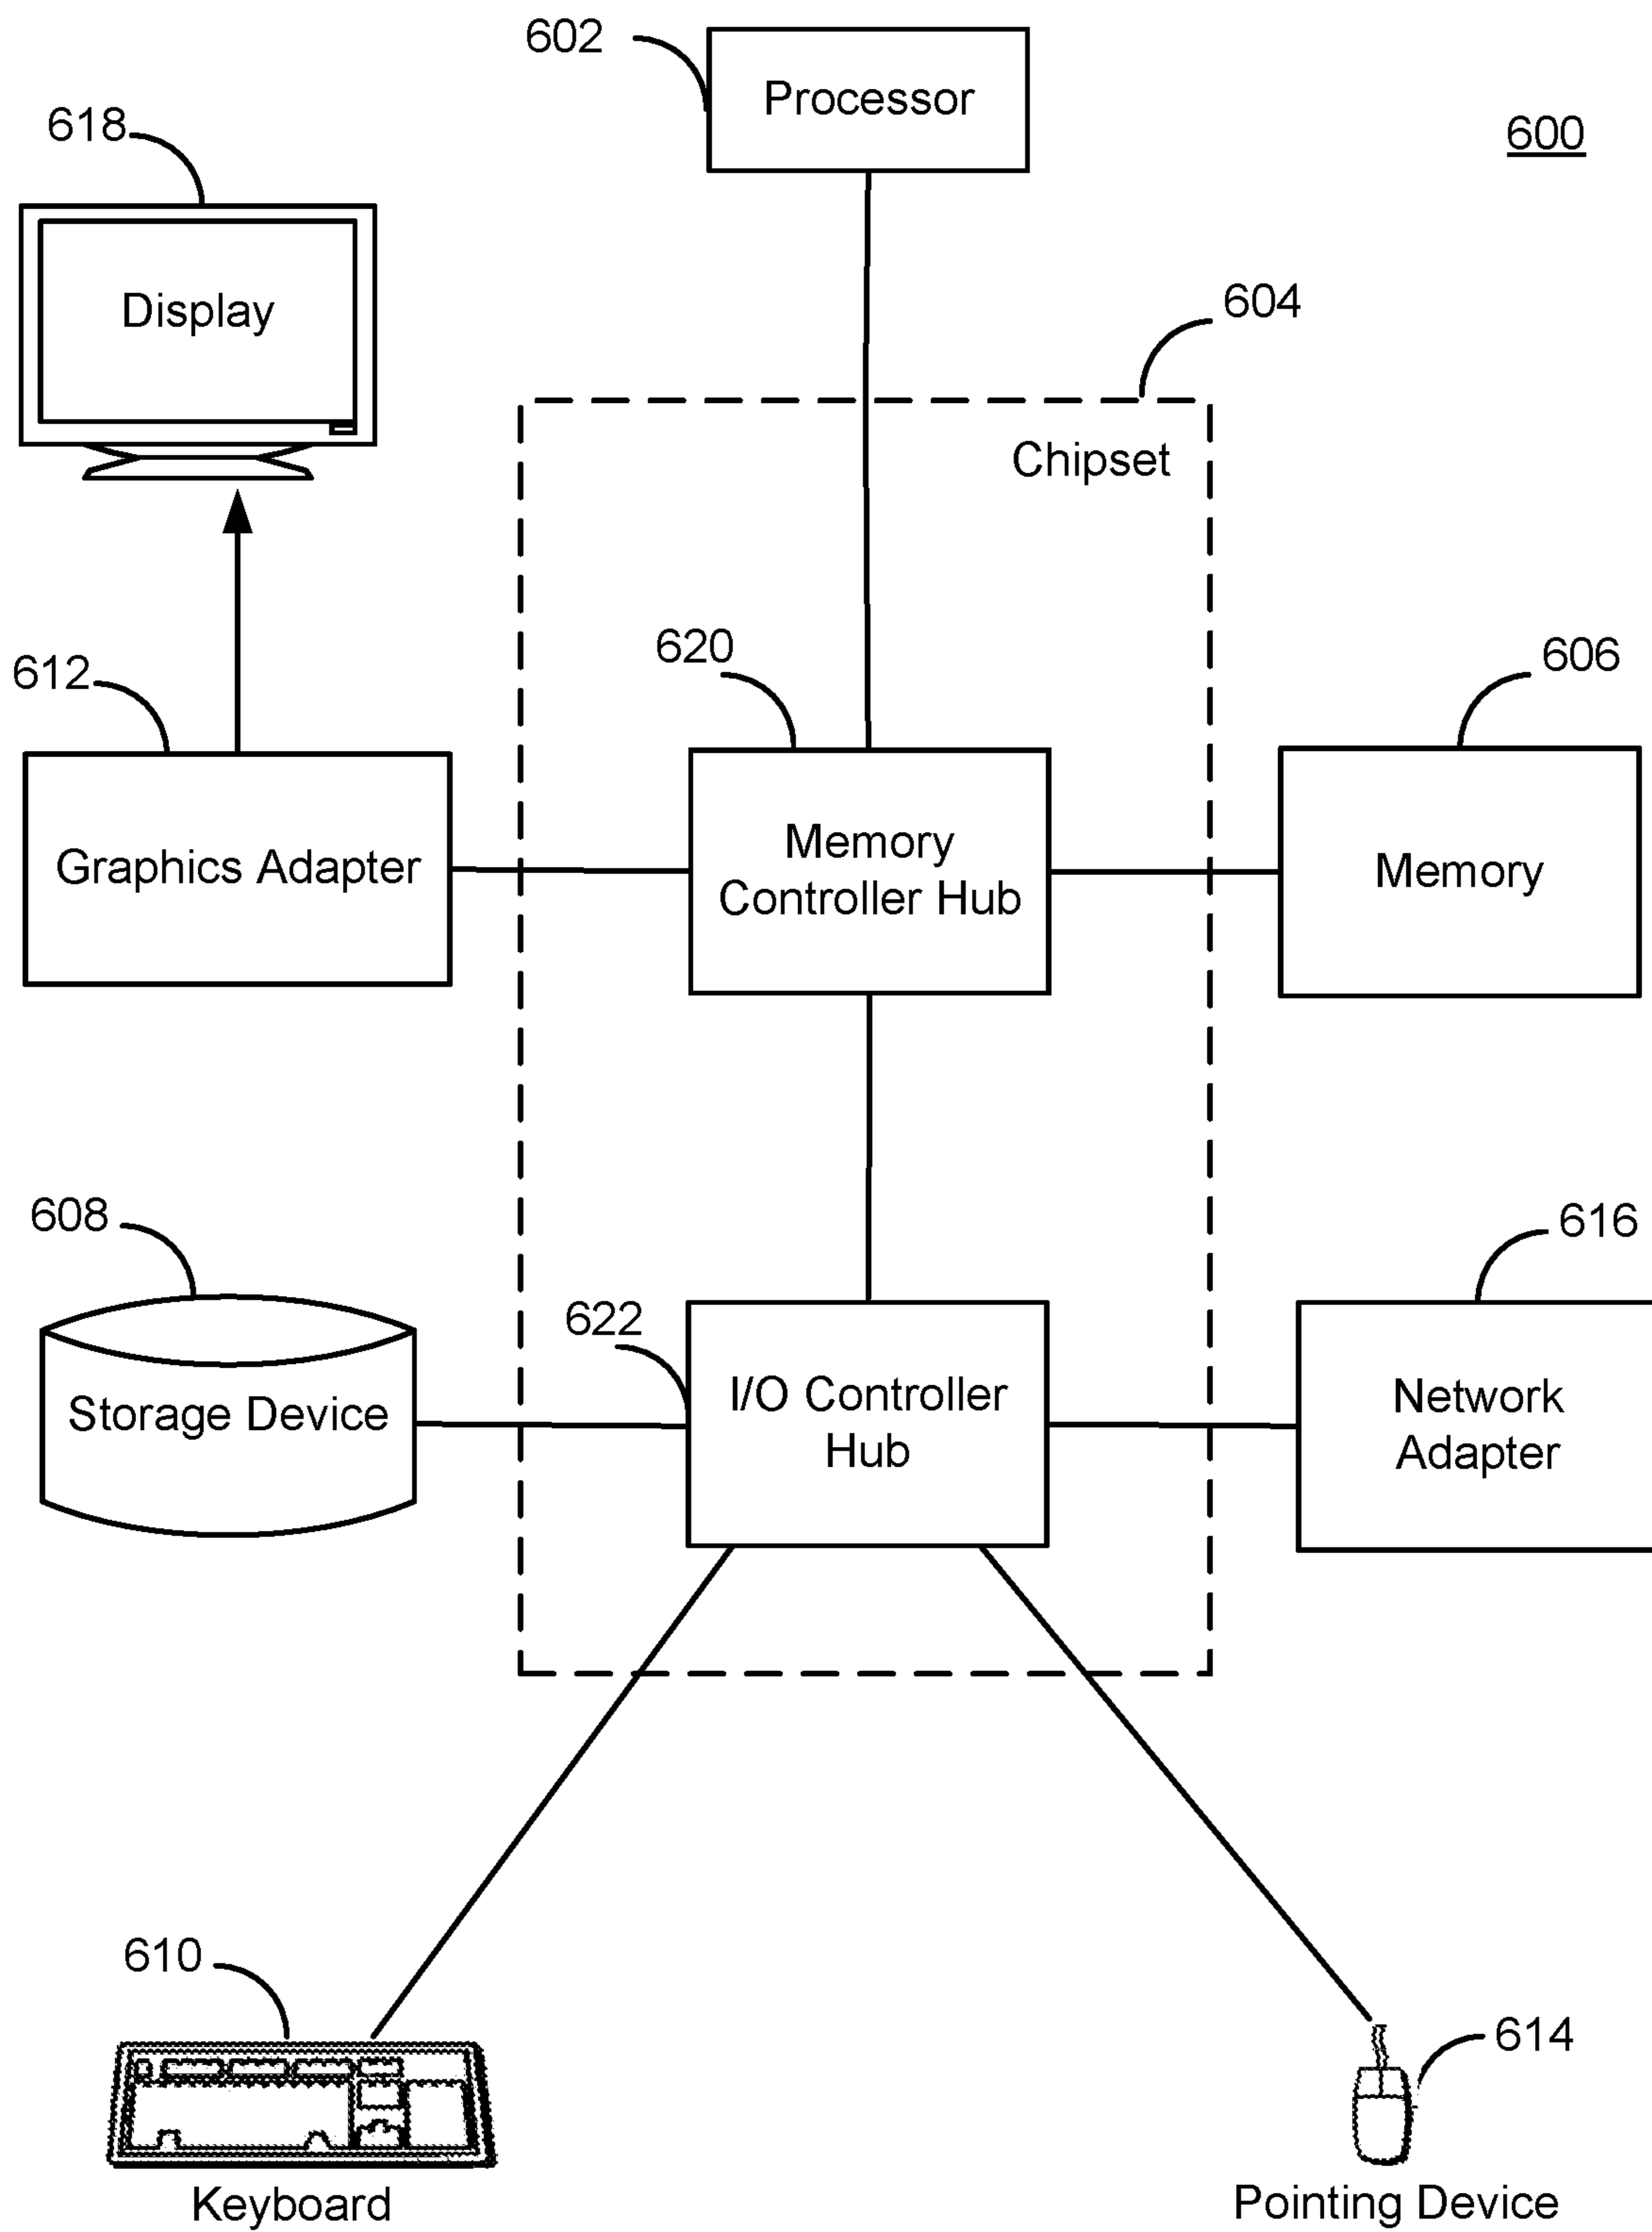 602
Processor
600
618
Display
604
Chipset
620
606
612
Memory
Controller Hub
Graphics Adapter
Memory
608
616
622
I/O Controller
Hub
Storage Device
Network
Adapter
610
614
Keyboard
Pointing Device